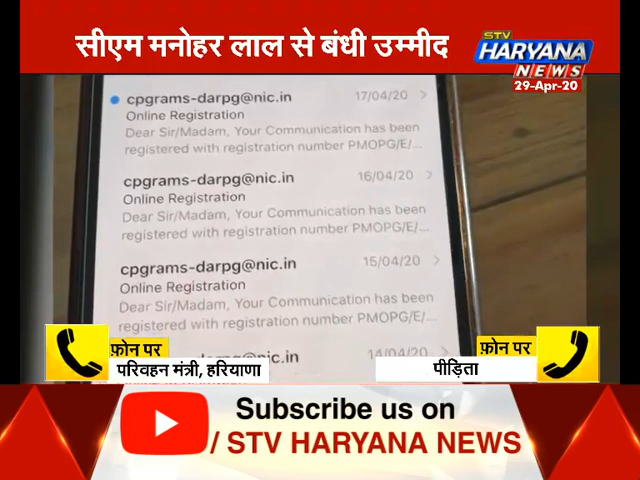 सीएम मनोहर लाल से बंधी उम्मीद
STV
HARYANA
NEWS
29-Apr-20
cpgrams-darpg@nic.in 17/04/20
Online Registration
Dear Sir/Madam, Your Communication has been
registered with registration number PMOPG/E/...
cpgrams-darpg@nic.in 16/04/20
Online Registration
Dear Sir/Madam, Your Communication has been
registered with registration number PMOPG/E/...
cpgrams-darpg@nic.in 15/04/20
Online Registration
Dear Sir/Madam, Your Communication has been
registered with registration number PMOPG/E/...
-darpg@nic.in 14/04/20
फ़ोन पर
परिवहन मंत्री, हरियाणा
फ़ोन पर
पीड़िता
Subscribe us on
/ STV HARYANA NEWS